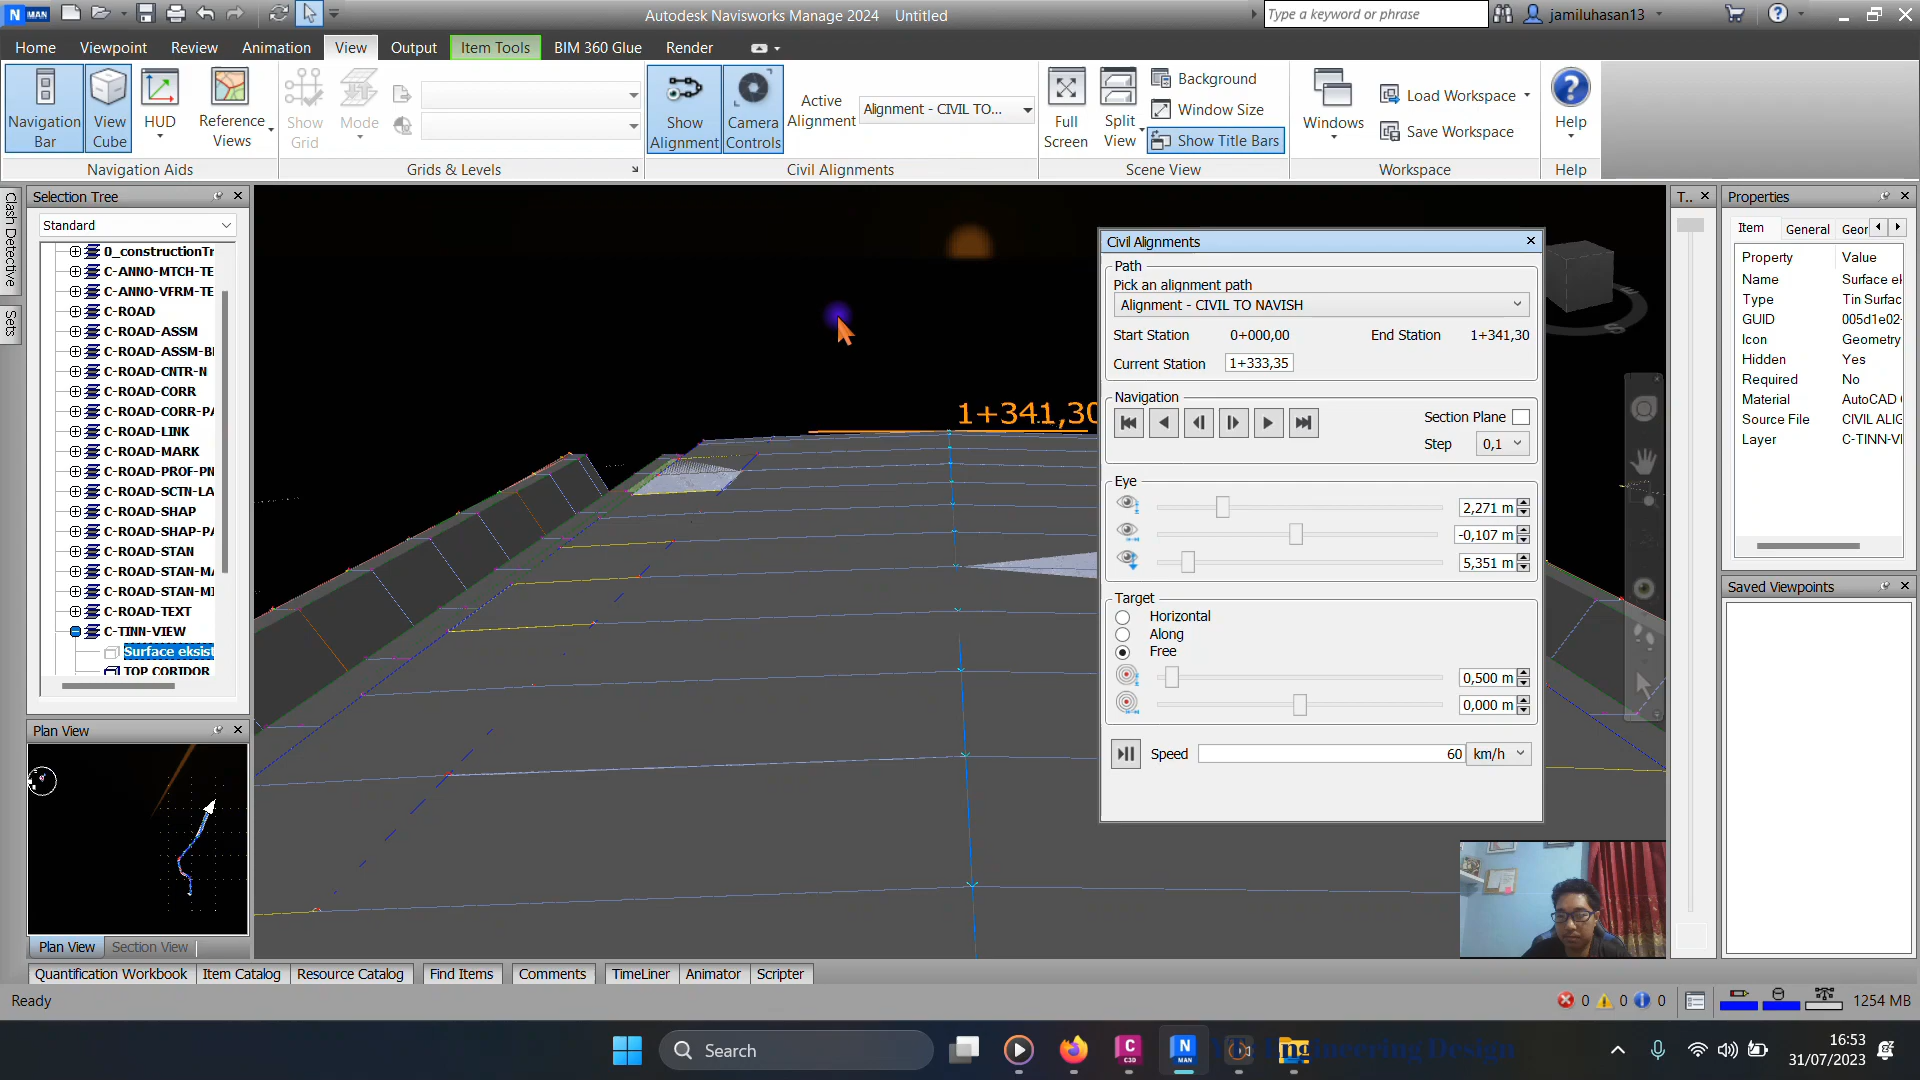 N MAN
Autodesk Navisworks Manage 2024 Untitled
Type a keyword or phrase
jamiluhasan13
Home Viewpoint Review Animation View Output Item Tools BIM 360 Glue Render
Navigation Bar
View Cube
HUD
Reference Views
Navigation Aids
Show Grid
Mode
Grids & Levels
Show Alignment
Camera Controls
Active Alignment
Alignment - CIVIL TO...
Civil Alignments
Full Screen
Split View
Background
Window Size
Show Title Bars
Scene View
Windows
Load Workspace
Save Workspace
Workspace
Help
Help
Clash Detective
Sets
Selection Tree
Standard
0_constructionTr
C-ANNO-MTCH-TE
C-ANNO-VFRM-TE
C-ROAD
C-ROAD-ASSM
C-ROAD-ASSM-B
C-ROAD-CNTR-N
C-ROAD-CORR
C-ROAD-CORR-PA
C-ROAD-LINK
C-ROAD-MARK
C-ROAD-PROF-PN
C-ROAD-SCTN-LA
C-ROAD-SHAP
C-ROAD-SHAP-PA
C-ROAD-STAN
C-ROAD-STAN-MA
C-ROAD-STAN-MI
C-ROAD-TEXT
C-TINN-VIEW
Surface eksist
TOP CORIDOR
Plan View
Plan View Section View
1+341,30
Civil Alignments
Path
Pick an alignment path
Alignment - CIVIL TO NAVISH
Start Station 0+000,00 End Station 1+341,30
Current Station 1+333,35
Navigation
Section Plane
Step 0,1
Eye
2,271 m
-0,107 m
5,351 m
Target
Horizontal
Along
Free
0,500 m
0,000 m
Speed 60 km/h
S
T..
Properties
Item General Geor
Property Value
Name Surface ek
Type Tin Surfac
GUID 005d1e02-
Icon Geometry
Hidden Yes
Required No
Material AutoCAD
Source File CIVIL ALIG
Layer C-TINN-VI
Saved Viewpoints
Quantification Workbook Item Catalog Resource Catalog Find Items Comments TimeLiner Animator Scripter
Ready
0 0 0 1254 MB
Search
C
C3D
N
MAN
Engineering Design
16:53
31/07/2023